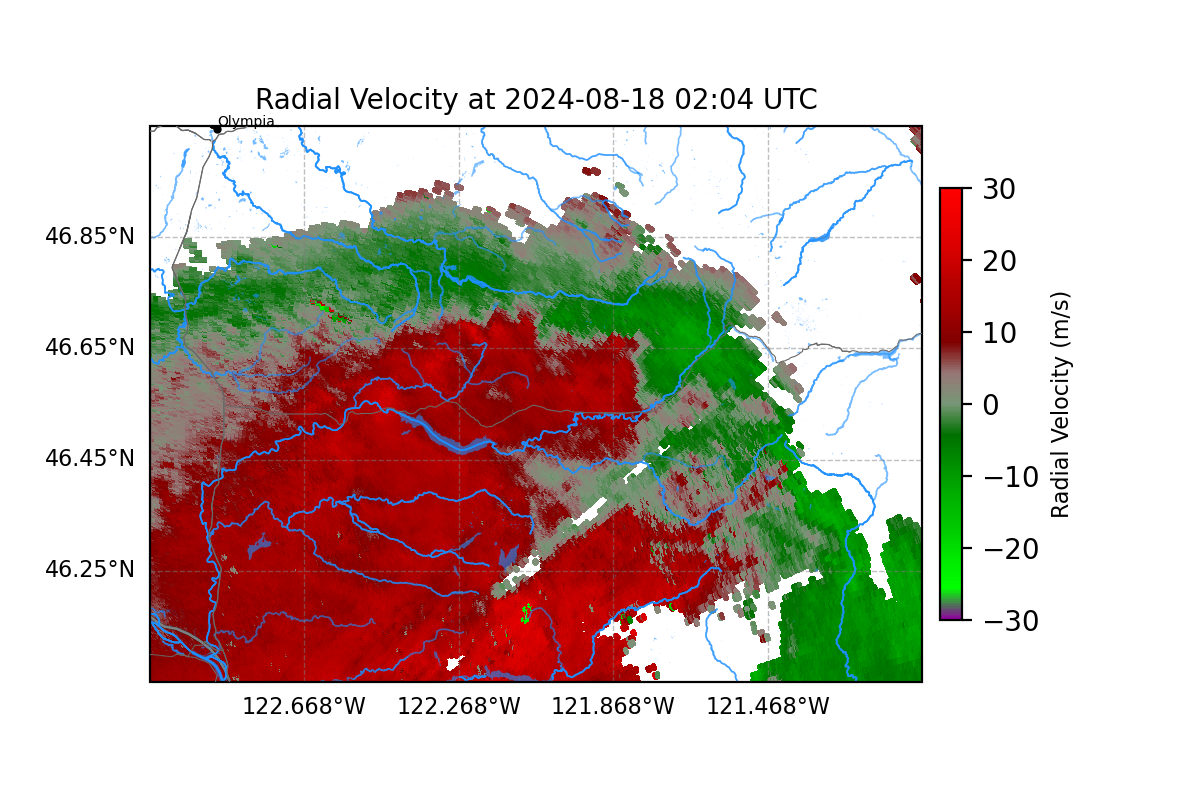 Radial Velocity at 2024-08-18 02:04 UTC
Olympia
46.85°N
46.65°N
46.45°N
46.25°N
122.668°W
122.268°W
121.868°W
121.468°W
30
20
10
0
−10
−20
−30
Radial Velocity (m/s)